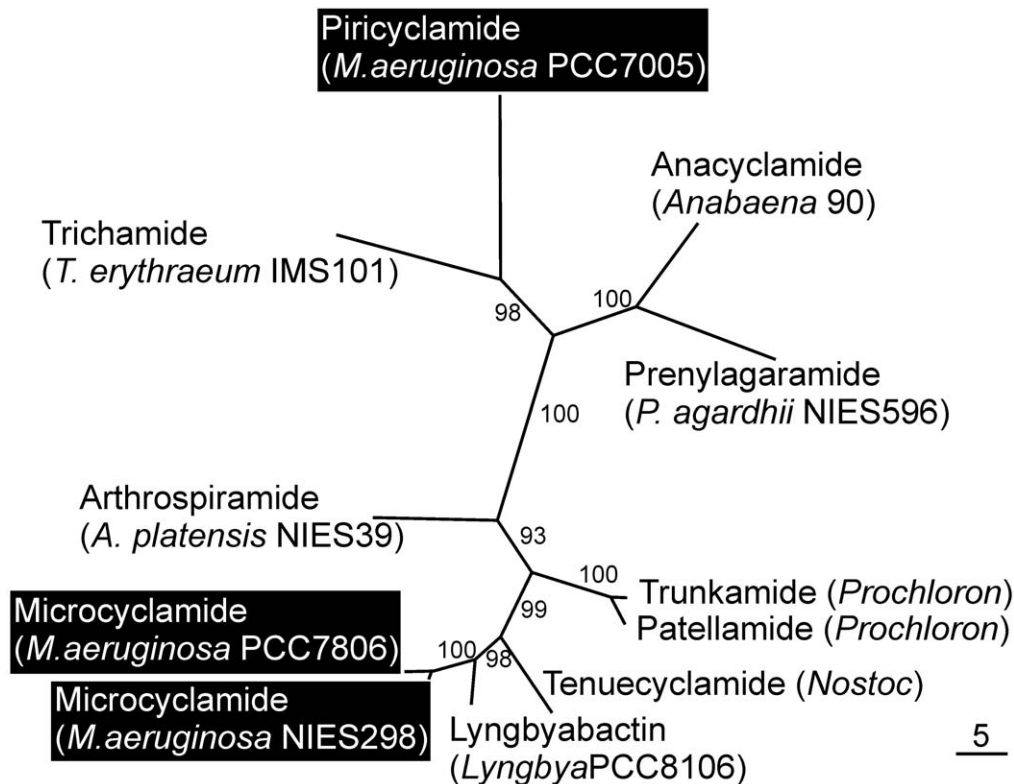 Piricyclamide
(M.aeruginosa PCC7005)
Anacyclamide
(Anabaena 90)
Trichamide
(T. erythraeum IMS101)
98
100
Prenylagaramide
(P. agardhii NIES596)
100
Arthrospiramide
(A. platensis NIES39)
93
100
Trunkamide (Prochloron)
Patellamide (Prochloron)
99
Microcyclamide
(M.aeruginosa PCC7806)
100
98
Tenuecyclamide (Nostoc)
Microcyclamide
(M.aeruginosa NIES298)
Lyngbyabactin
(LyngbyaPCC8106)
5